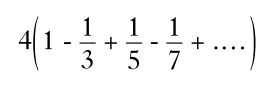 4(1 - 1/3 + 1/5 - 1/7 + ....)